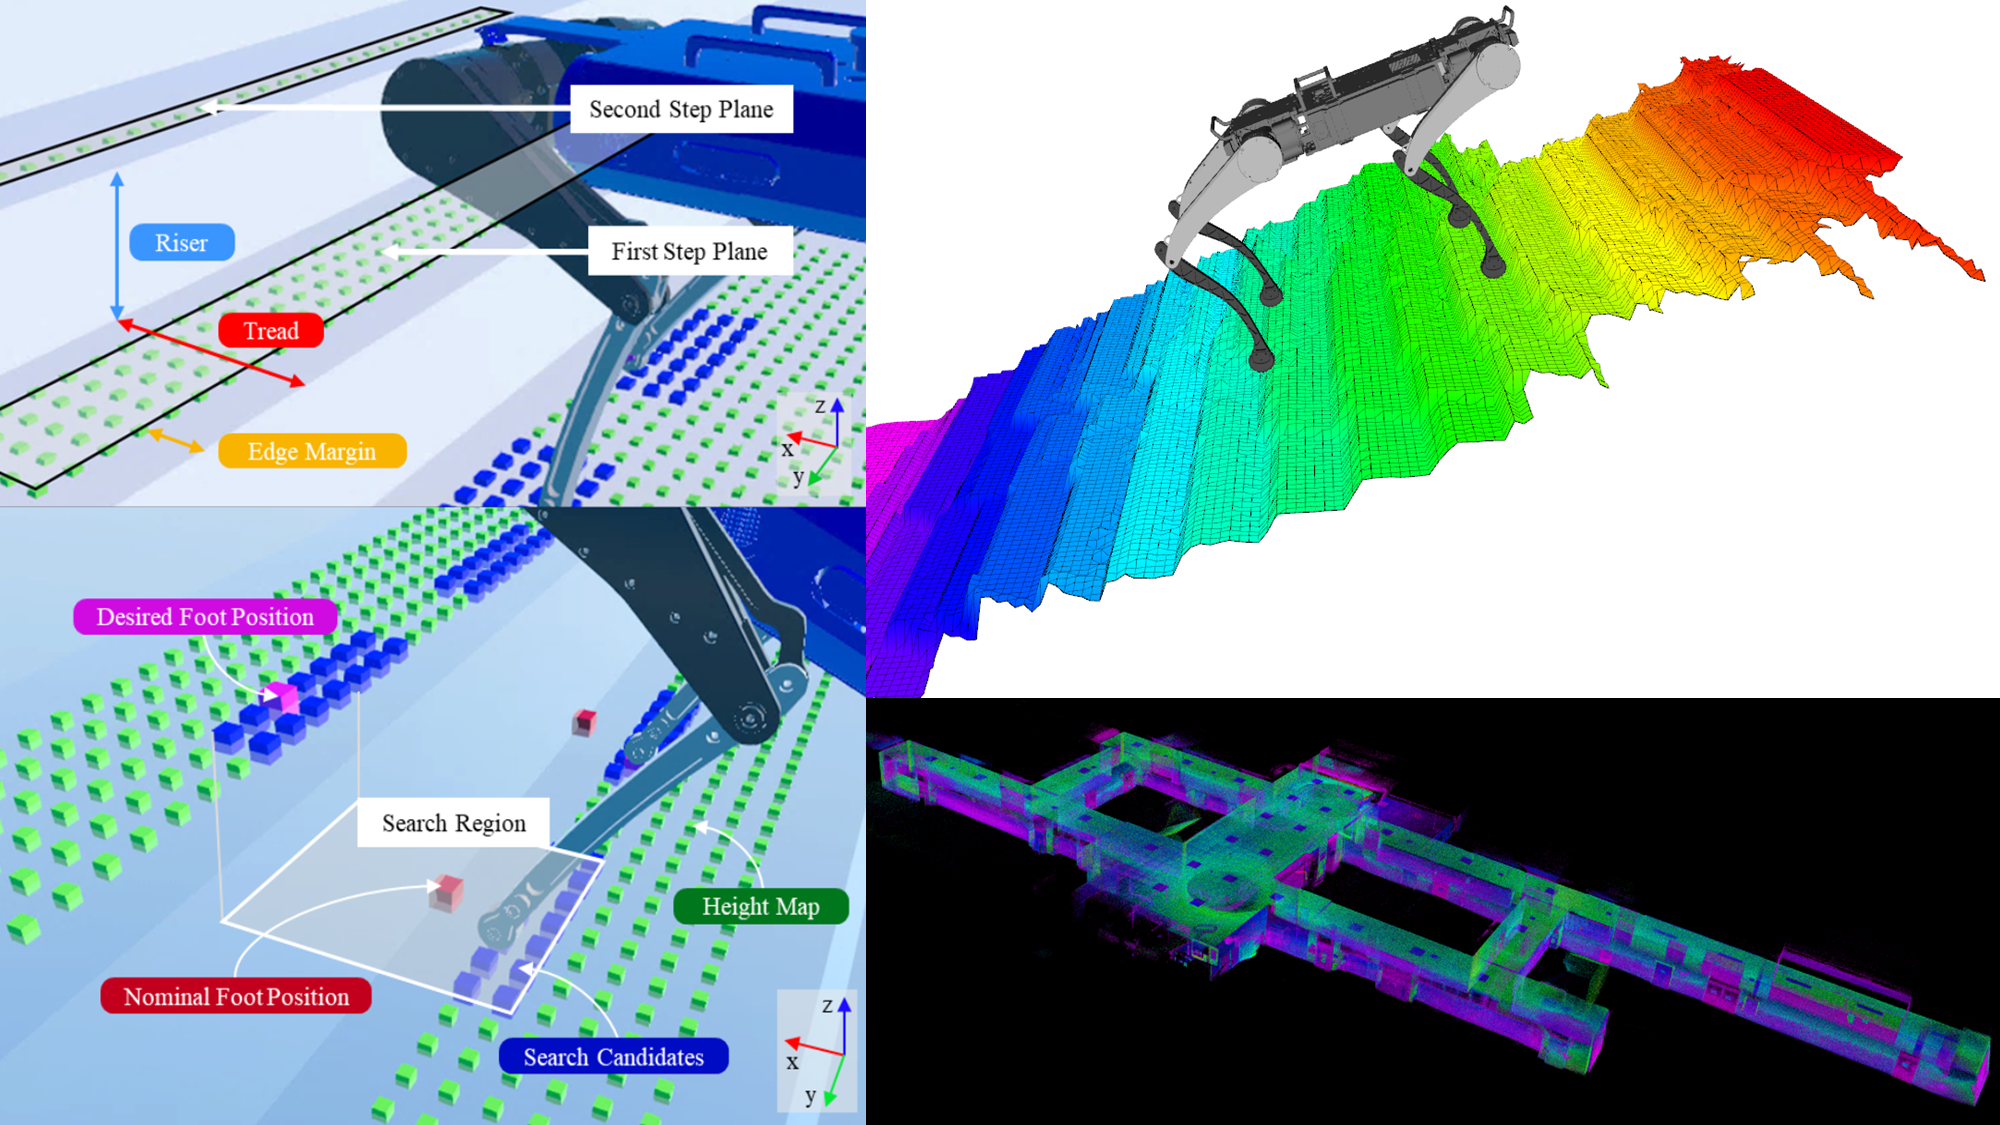 Second Step Plane
Riser
First Step Plane
Tread
Edge Margin
z
x
y
Desired Foot Position
Search Region
Height Map
Nominal Foot Position
Search Candidates
z
x
y